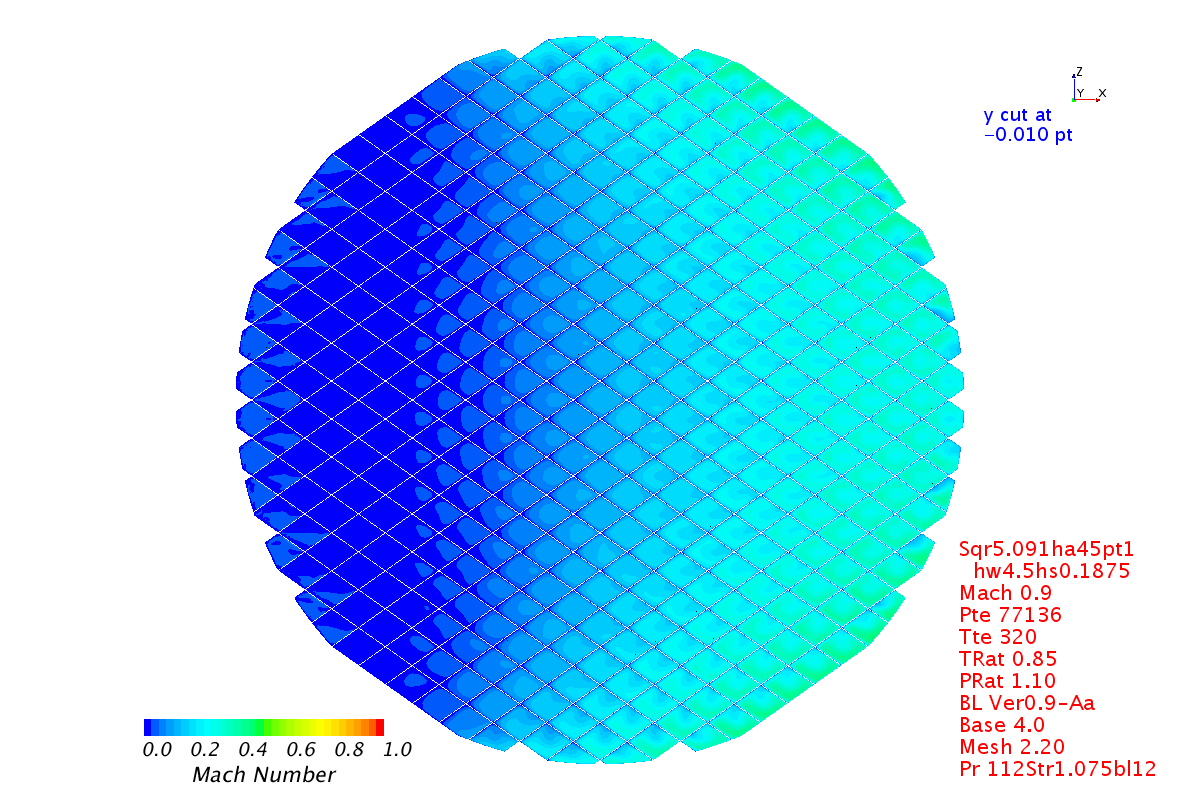 Z
Y X
y cut at
−0.010 pt
Sqr5.091ha45pt1
hw4.5hs0.1875
Mach 0.9
Pte 77136
Tte 320
TRat 0.85
PRat 1.10
BL Ver0.9−Aa
Base 4.0
Mesh 2.20
Pr 112Str1.075bl12
0.0 0.2 0.4 0.6 0.8 1.0
Mach Number